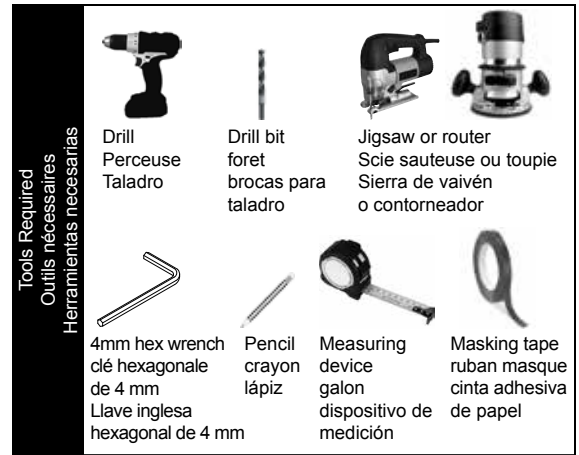 Tools Required
Outils nécessaires
Herramientas necesarias
Drill
Perceuse
Taladro
Drill bit
foret
brocas para
taladro
Jigsaw or router
Scie sauteuse ou toupie
Sierra de vaivén
o contorneador
4mm hex wrench
clé hexagonale
de 4 mm
Llave inglesa
hexagonal de 4 mm
Pencil
crayon
lápiz
Measuring
device
galon
dispositivo de
medición
Masking tape
ruban masque
cinta adhesiva
de papel